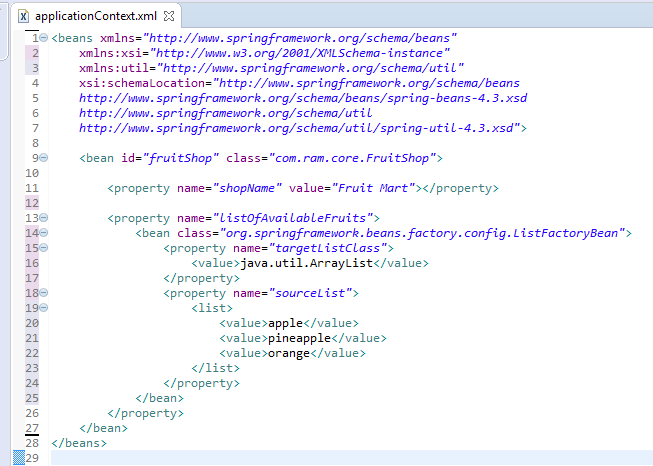 applicationContext.xml
1 <beans xmlns="http://www.springframework.org/schema/beans"
2     xmlns:xsi="http://www.w3.org/2001/XMLSchema-instance"
3     xmlns:util="http://www.springframework.org/schema/util"
4     xsi:schemaLocation="http://www.springframework.org/schema/beans
5     http://www.springframework.org/schema/beans/spring-beans-4.3.xsd
6     http://www.springframework.org/schema/util
7     http://www.springframework.org/schema/util/spring-util-4.3.xsd">
8
9     <bean id="fruitShop" class="com.ram.core.FruitShop">
10
11         <property name="shopName" value="Fruit Mart"></property>
12
13         <property name="listOfAvailableFruits">
14             <bean class="org.springframework.beans.factory.config.ListFactoryBean">
15                 <property name="targetListClass">
16                     <value>java.util.ArrayList</value>
17                 </property>
18                 <property name="sourceList">
19                     <list>
20                         <value>apple</value>
21                         <value>pineapple</value>
22                         <value>orange</value>
23                     </list>
24                 </property>
25             </bean>
26         </property>
27     </bean>
28 </beans>
29